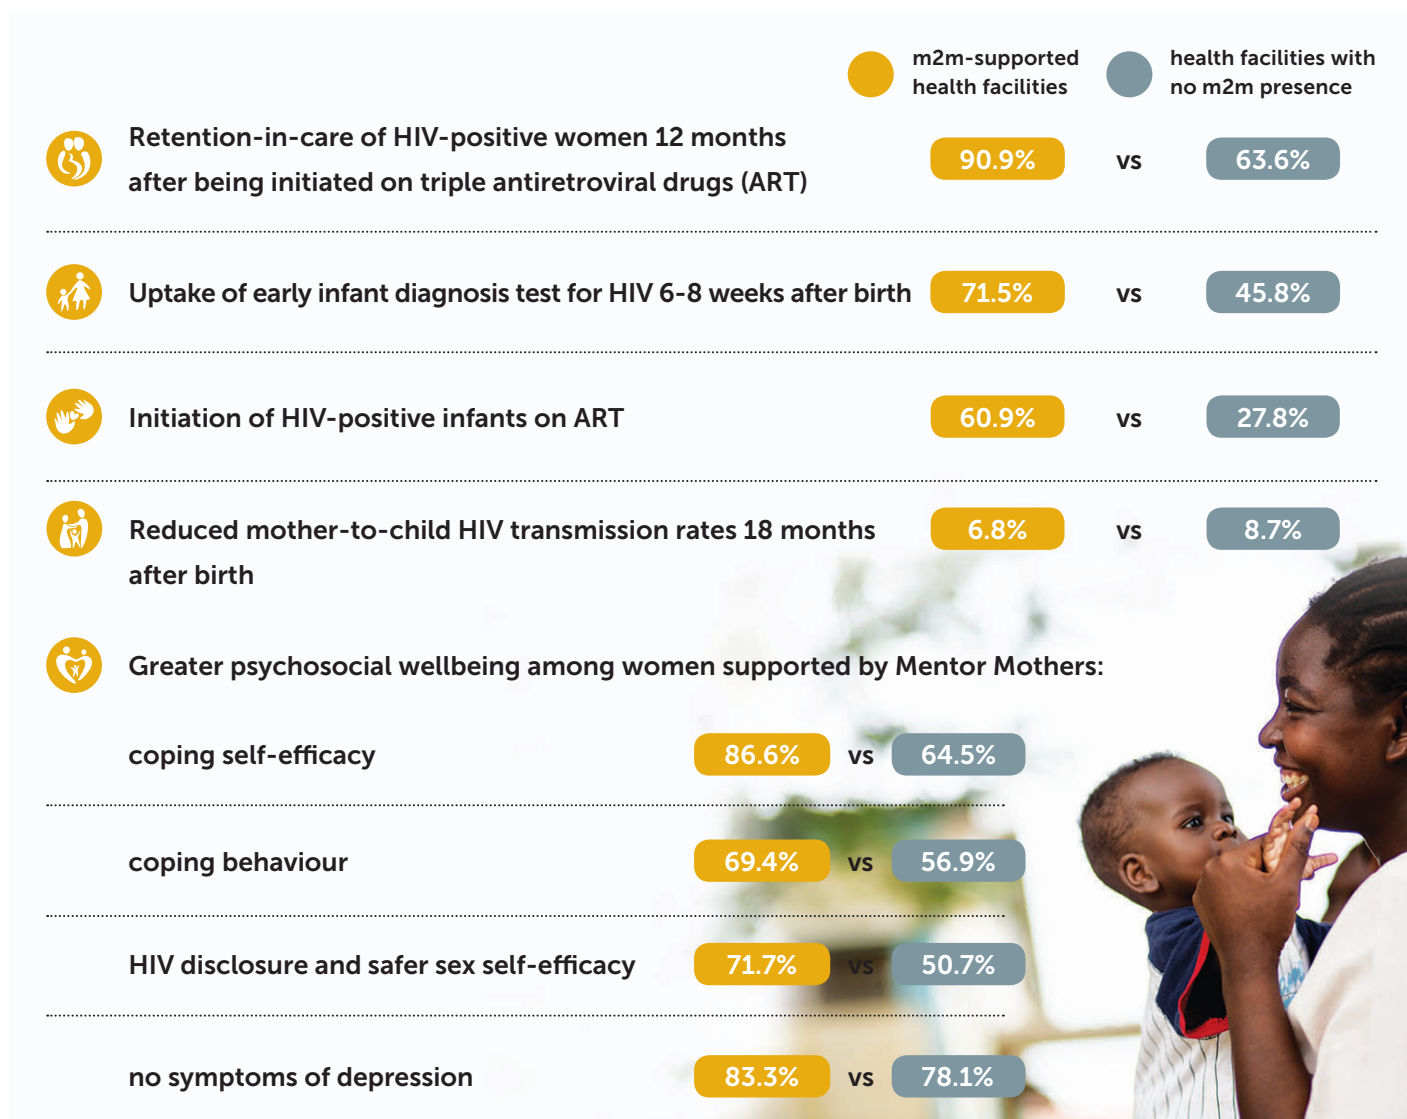 m2m-supported
health facilities
health facilities with
no m2m presence
Retention-in-care of HIV-positive women 12 months
after being initiated on triple antiretroviral drugs (ART)
90.9% vs 63.6%
Uptake of early infant diagnosis test for HIV 6-8 weeks after birth 71.5% vs 45.8%
Initiation of HIV-positive infants on ART 60.9% vs 27.8%
Reduced mother-to-child HIV transmission rates 18 months
after birth
6.8% vs 8.7%
Greater psychosocial wellbeing among women supported by Mentor Mothers:
coping self-efficacy 86.6% vs 64.5%
coping behaviour 69.4% vs 56.9%
HIV disclosure and safer sex self-efficacy 71.7% vs 50.7%
no symptoms of depression 83.3% vs 78.1%